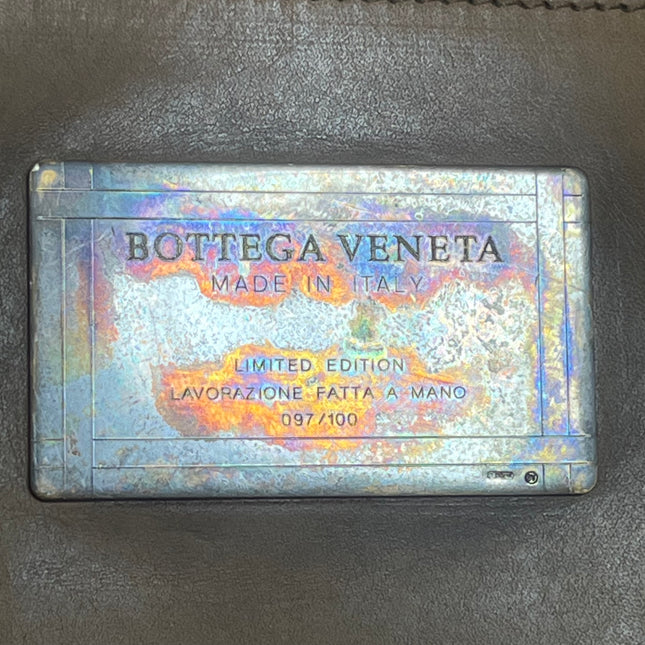 BOTTEGA VENETA
MADE IN ITALY
LIMITED EDITION
LAVORAZIONE FATTA A MANO
097/100